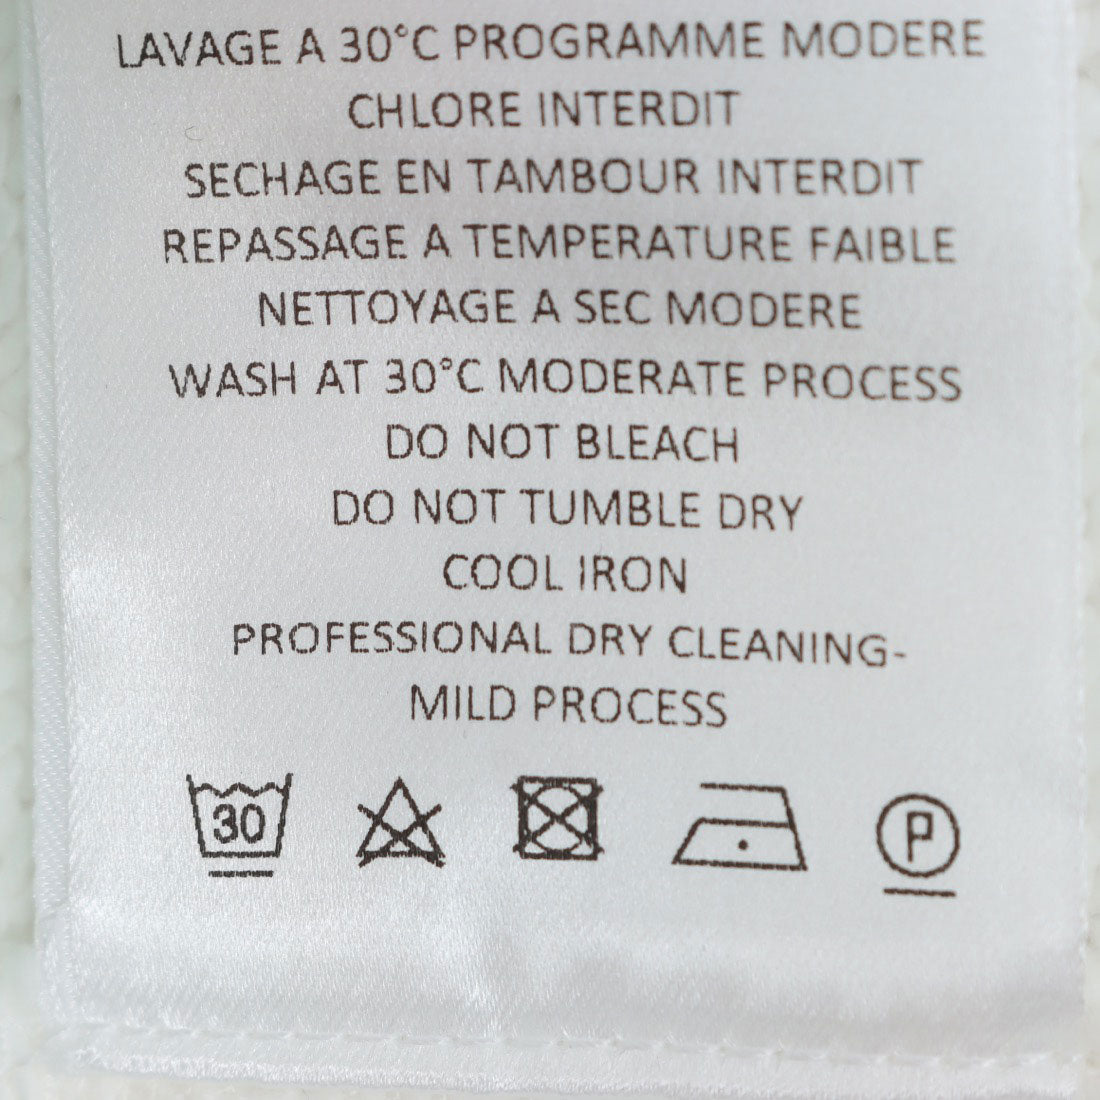 LAVAGE A 30°C PROGRAMME MODERE
CHLORE INTERDIT
SECHAGE EN TAMBOUR INTERDIT
REPASSAGE A TEMPERATURE FAIBLE
NETTOYAGE A SEC MODERE
WASH AT 30°C MODERATE PROCESS
DO NOT BLEACH
DO NOT TUMBLE DRY
COOL IRON
PROFESSIONAL DRY CLEANING-
MILD PROCESS
30 P